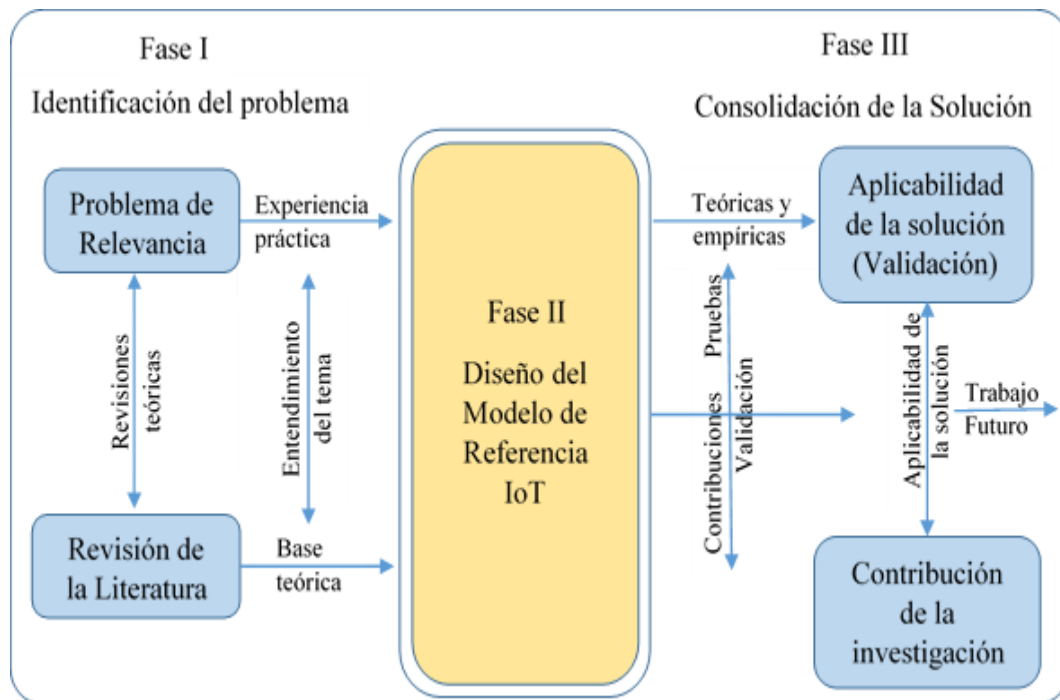 Fase I
Identificación del problema
Problema de
Relevancia
Experiencia
práctica
Revisiones
teóricas
Entendimiento
del tema
Revisión de
la Literatura
Base
teórica
Fase II
Diseño del
Modelo de
Referencia
IoT
Fase III
Consolidación de la Solución
Teóricas y
empíricas
Aplicabilidad
de la solución
(Validación)
Contribuciones Pruebas
Validación
Aplicabilidad de
la solución
Trabajo
Futuro
Contribución
de la
investigación